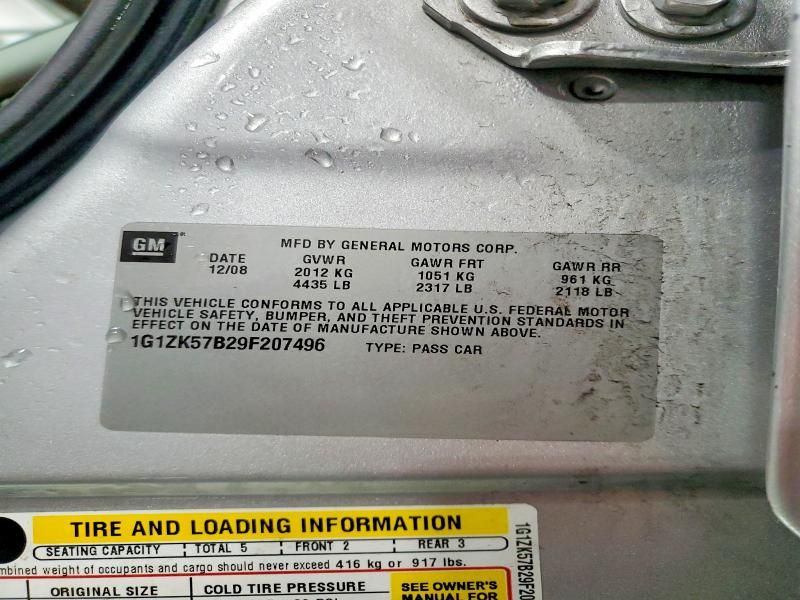 GM
MFD BY GENERAL MOTORS CORP.
DATE GVWR GAWR FRT GAWR RR
12/08 2012 KG 1051 KG 961 KG
4435 LB 2317 LB 2118 LB
THIS VEHICLE CONFORMS TO ALL APPLICABLE U.S. FEDERAL MOTOR
VEHICLE SAFETY, BUMPER, AND THEFT PREVENTION STANDARDS IN
EFFECT ON THE DATE OF MANUFACTURE SHOWN ABOVE.
1G1ZK57B29F207496 TYPE: PASS CAR
TIRE AND LOADING INFORMATION
SEATING CAPACITY TOTAL 5 FRONT 2 REAR 3
mbined weight of occupants and cargo should never exceed 416 kg or 917 lbs.
ORIGINAL SIZE COLD TIRE PRESSURE
SEE OWNER'S
MANUAL FOR
1G1ZK57B29F20